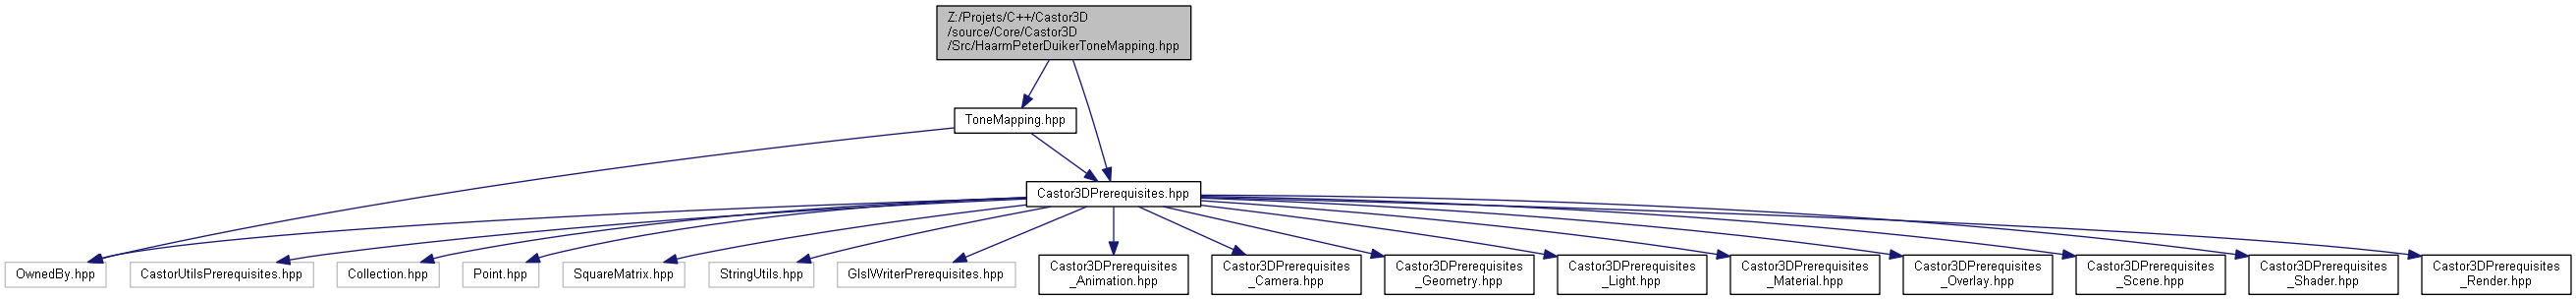 Z:/Projets/C++/Castor3D
/source/Core/Castor3D
/Src/HaarmPeterDuikerToneMapping.hpp
ToneMapping.hpp
Castor3DPrerequisites.hpp
OwnedBy.hpp
CastorUtilsPrerequisites.hpp
Collection.hpp
Point.hpp
SquareMatrix.hpp
StringUtils.hpp
GlslWriterPrerequisites.hpp
Castor3DPrerequisites
_Animation.hpp
Castor3DPrerequisites
_Camera.hpp
Castor3DPrerequisites
_Geometry.hpp
Castor3DPrerequisites
_Light.hpp
Castor3DPrerequisites
_Material.hpp
Castor3DPrerequisites
_Overlay.hpp
Castor3DPrerequisites
_Scene.hpp
Castor3DPrerequisites
_Shader.hpp
Castor3DPrerequisites
_Render.hpp